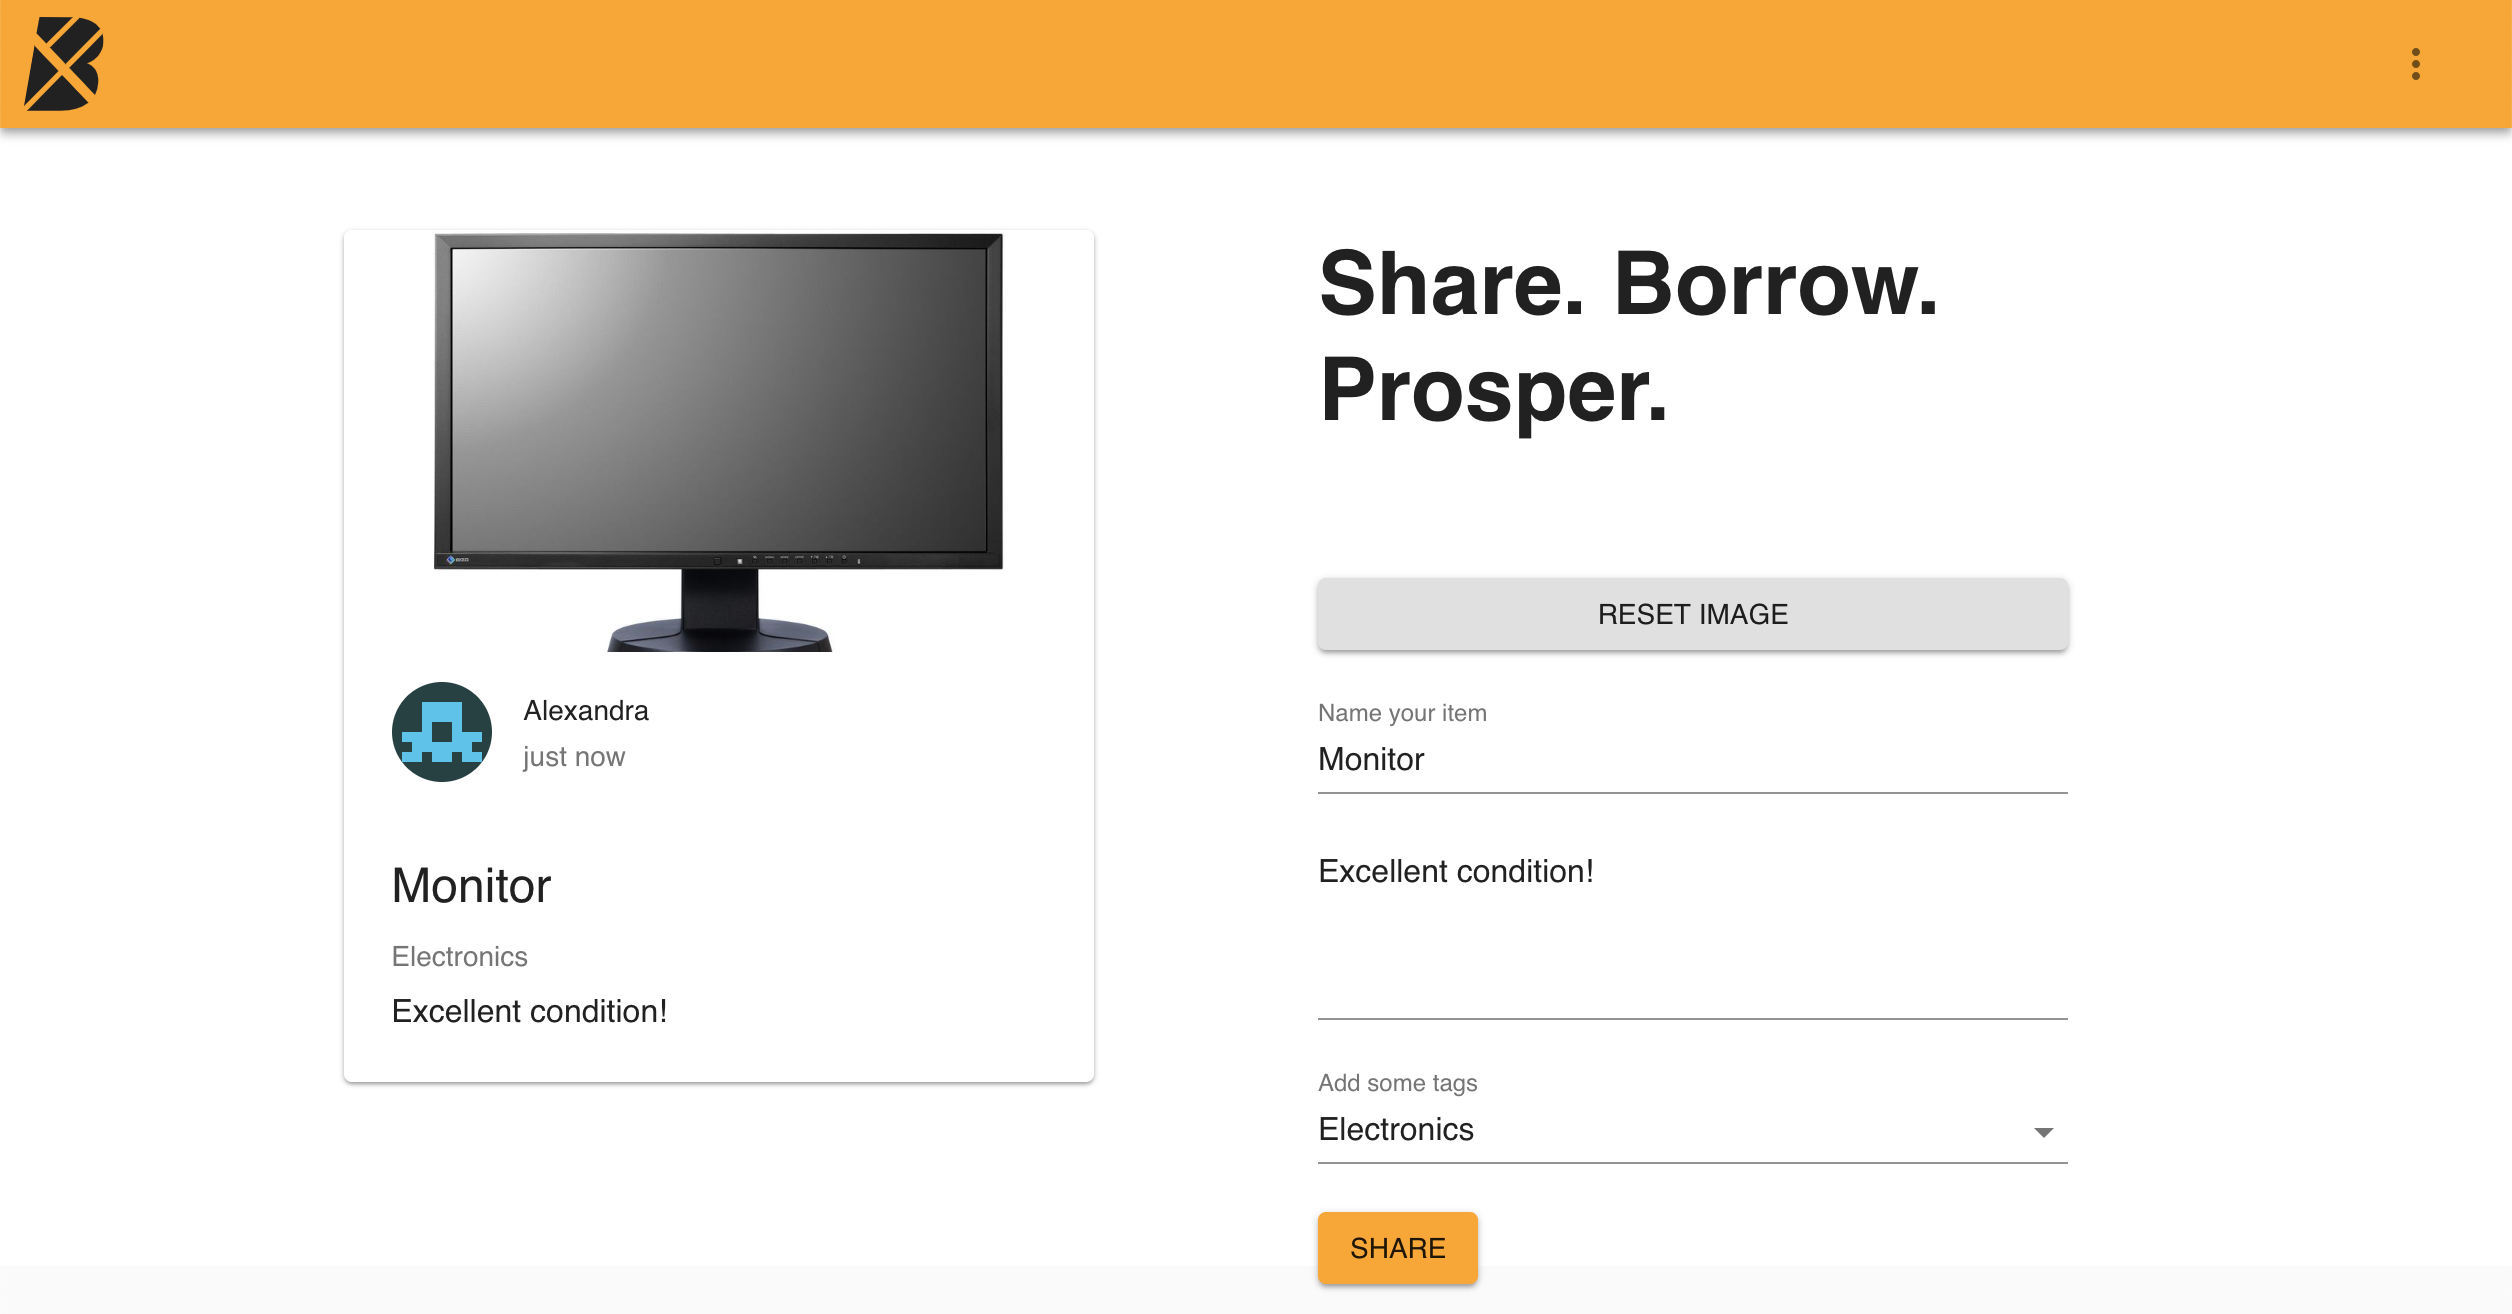 Share. Borrow.
Prosper.
RESET IMAGE
Name your item
Monitor
Excellent condition!
Add some tags
Electronics
SHARE
Alexandra
just now
Monitor
Electronics
Excellent condition!